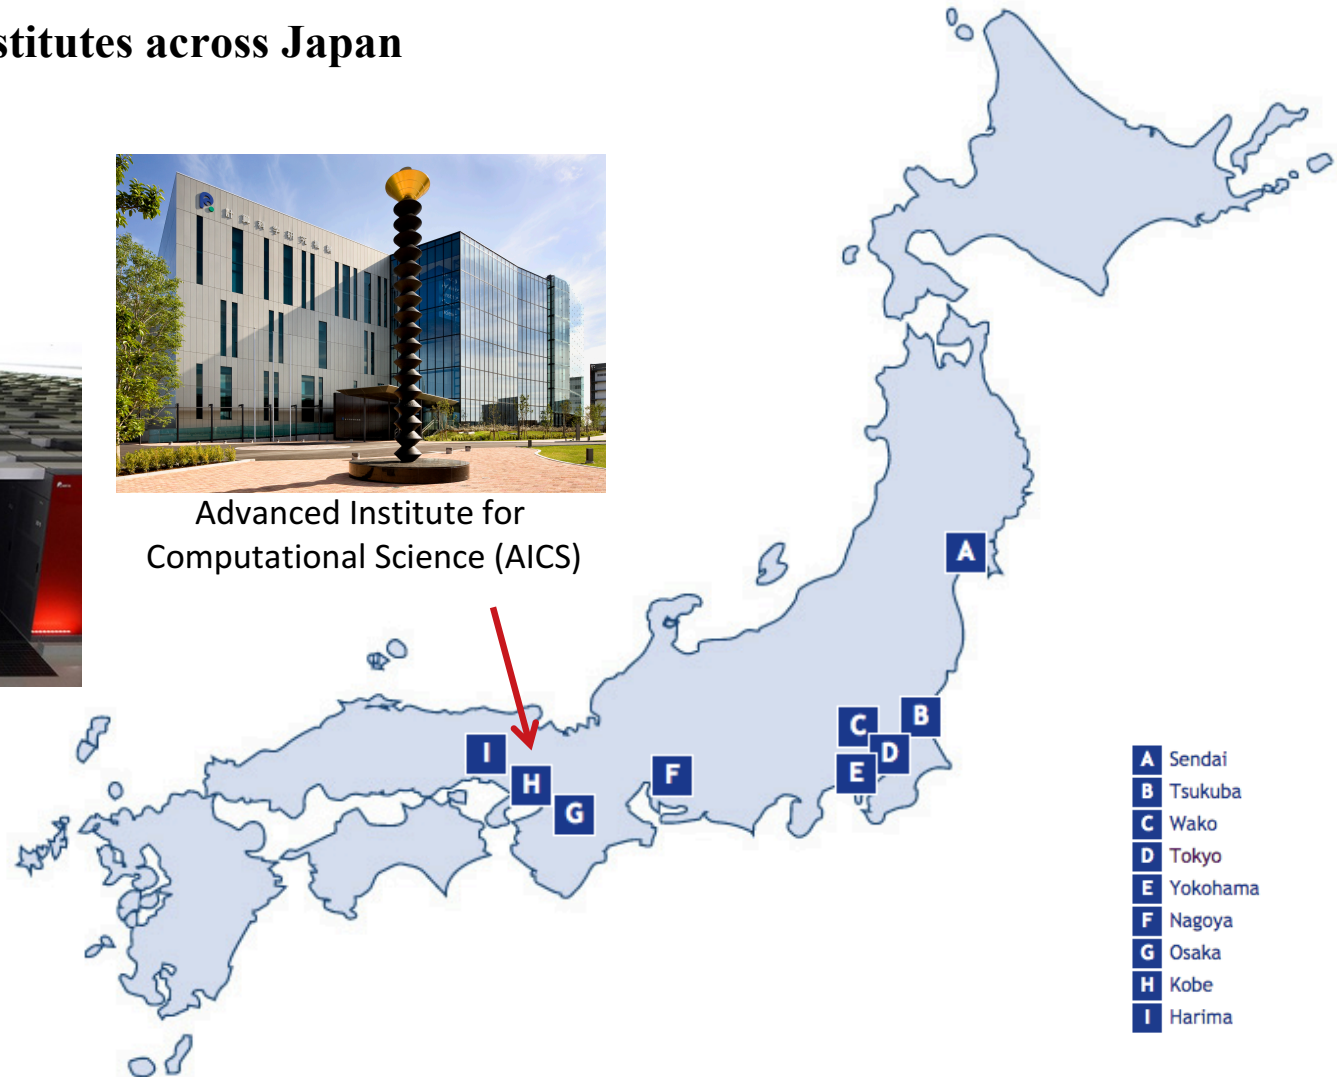 stitutes across Japan
Advanced Institute for
Computational Science (AICS)
A
B
C
D
E
F
G
H
I
A Sendai
B Tsukuba
C Wako
D Tokyo
E Yokohama
F Nagoya
G Osaka
H Kobe
I Harima